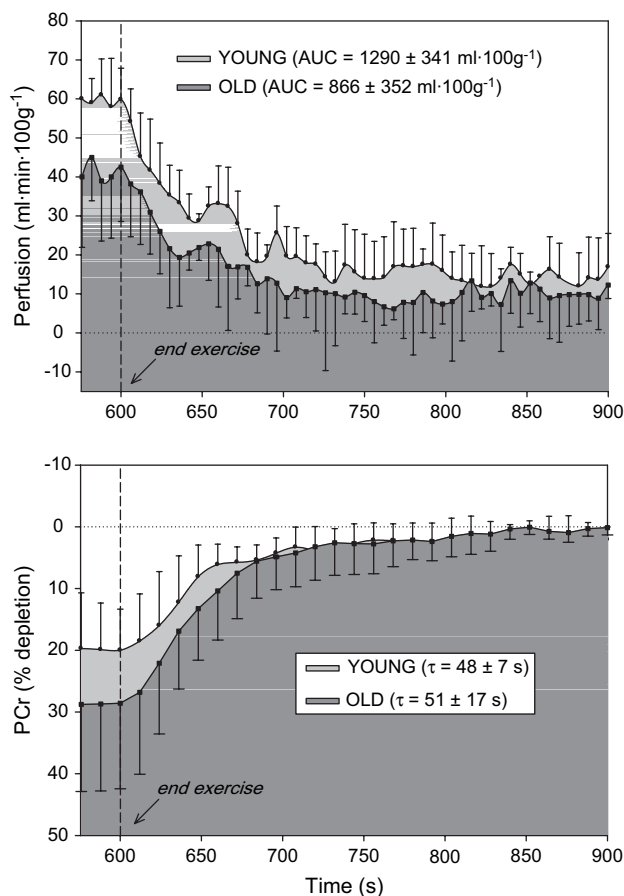 80
70
60
50
40
30
20
10
0
-10
Perfusion (ml·min·100g⁻¹)
YOUNG (AUC = 1290 ± 341 ml·100g⁻¹)
OLD (AUC = 866 ± 352 ml·100g⁻¹)
end exercise
600 650 700 750 800 850 900
-10
0
10
20
30
40
50
PCr (% depletion)
YOUNG (τ = 48 ± 7 s)
OLD (τ = 51 ± 17 s)
end exercise
600 650 700 750 800 850 900
Time (s)